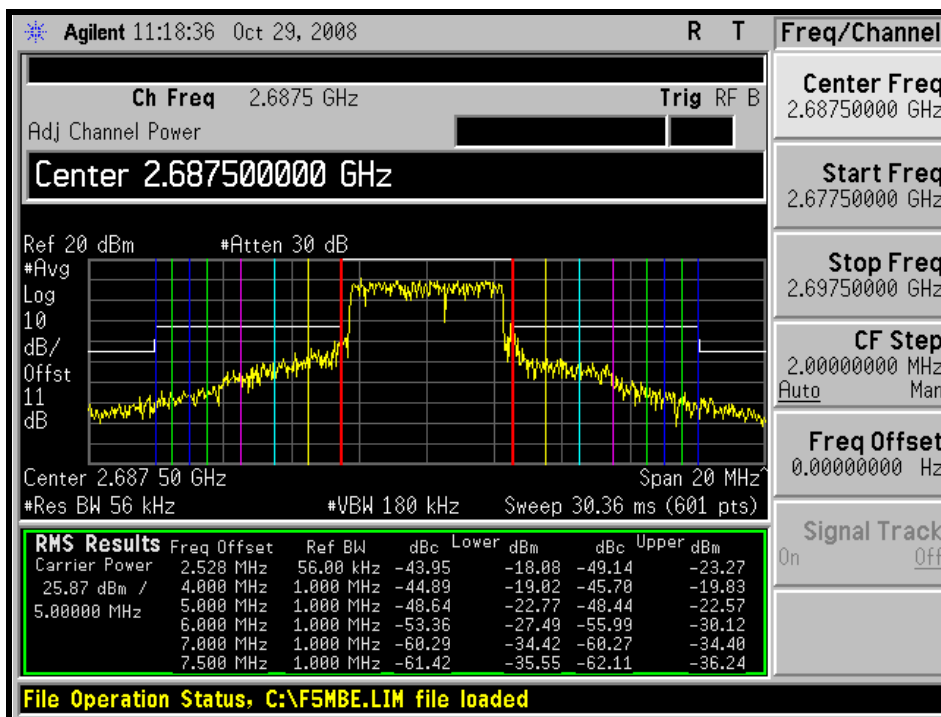 Agilent 11:18:36 Oct 29, 2008 R T
Freq/Channel
Ch Freq 2.6875 GHz Trig RF B
Adj Channel Power
Center 2.687500000 GHz
Center Freq
2.68750000 GHz
Start Freq
2.67750000 GHz
Stop Freq
2.69750000 GHz
CF Step
2.00000000 MHz
Auto Man
Freq Offset
0.00000000 Hz
Signal Track
On Off
Ref 20 dBm #Atten 30 dB
#Avg
Log
10
dB/
Offst
11
dB
Center 2.687 50 GHz Span 20 MHz^
#Res BW 56 kHz #VBW 180 kHz Sweep 30.36 ms (601 pts)
RMS Results Freq Offset Ref BW dBc Lower dBm dBc Upper dBm
Carrier Power 2.528 MHz 56.00 kHz -43.95 -18.08 -49.14 -23.27
25.87 dBm / 4.000 MHz 1.000 MHz -44.89 -19.02 -45.70 -19.83
5.00000 MHz 5.000 MHz 1.000 MHz -48.64 -22.77 -48.44 -22.57
6.000 MHz 1.000 MHz -53.36 -27.49 -55.99 -30.12
7.000 MHz 1.000 MHz -60.29 -34.42 -60.27 -34.40
7.500 MHz 1.000 MHz -61.42 -35.55 -62.11 -36.24
File Operation Status, C:\F5MBE.LIM file loaded